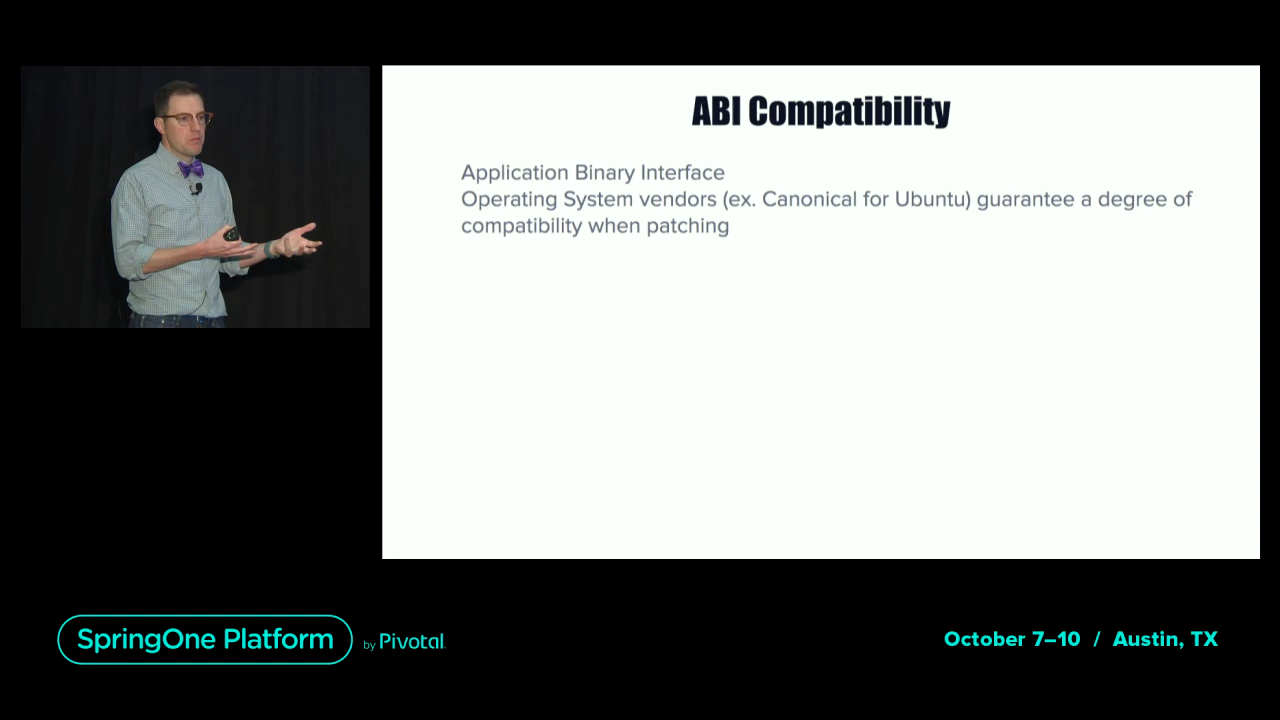 ABI Compatibility
Application Binary Interface
Operating System vendors (ex. Canonical for Ubuntu) guarantee a degree of
compatibility when patching
SpringOne Platform by Pivotal.
October 7–10 / Austin, TX